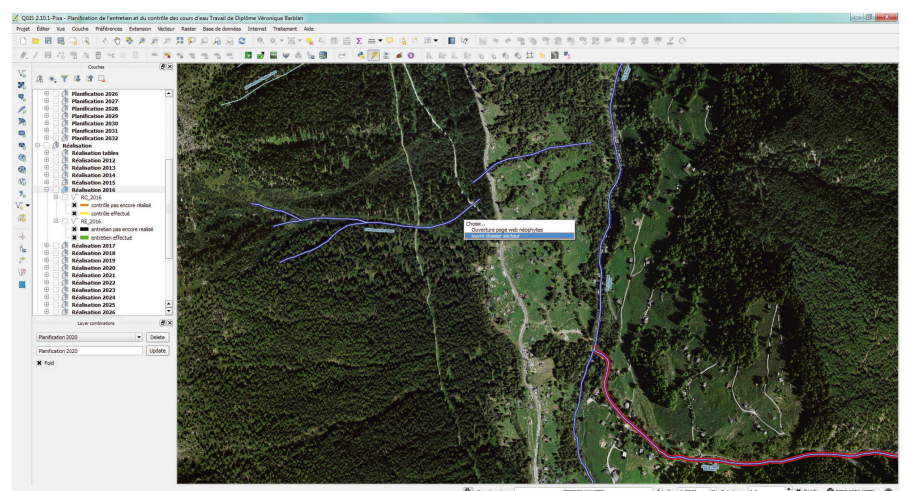 QGIS 2.10.1-Pisa - Planification de l'entretien et du contrôle des cours d'eau Travail de Diplôme Véronique Barblan
Projet Éditer Vue Couche Préférences Extension Vecteur Raster Base de données Internet Traitement Aide
Couches
Planification 2026
Planification 2027
Planification 2028
Planification 2029
Planification 2030
Planification 2031
Planification 2032
Réalisation
Réalisation tables
Réalisation 2012
Réalisation 2013
Réalisation 2014
Réalisation 2015
Réalisation 2016
RC_2016
contrôle pas encore réalisé
contrôle effectué
RE_2016
entretien pas encore realisé
entretien effectué
Réalisation 2017
Réalisation 2018
Réalisation 2019
Réalisation 2020
Réalisation 2021
Réalisation 2022
Réalisation 2023
Réalisation 2024
Réalisation 2025
Réalisation 2026
Layer combinations
Planification 2020
Delete
Planification 2020
Update
Fold
Choisir...
Ouverture page web néophytes
ouvrir dossier secteur